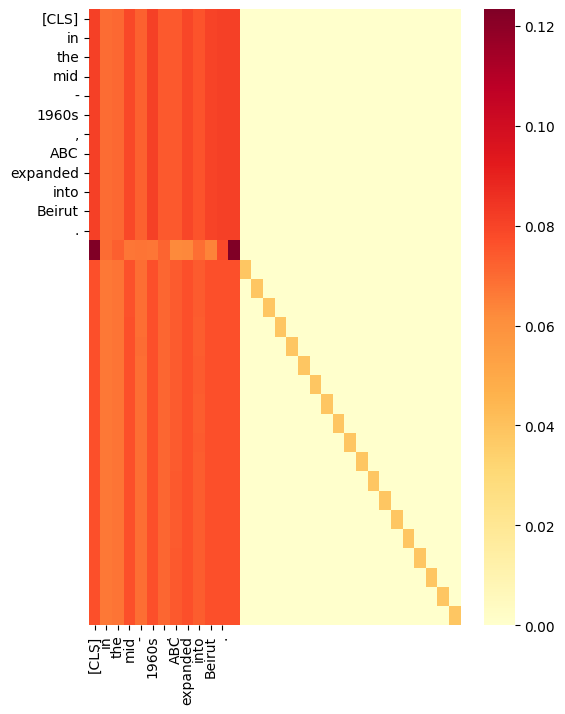 [CLS]
in
the
mid
-
1960s
,
ABC
expanded
into
Beirut
.
0.12
0.10
0.08
0.06
0.04
0.02
0.00
[CLS]
in
the
mid
-
1960s
,
ABC
expanded
into
Beirut
.